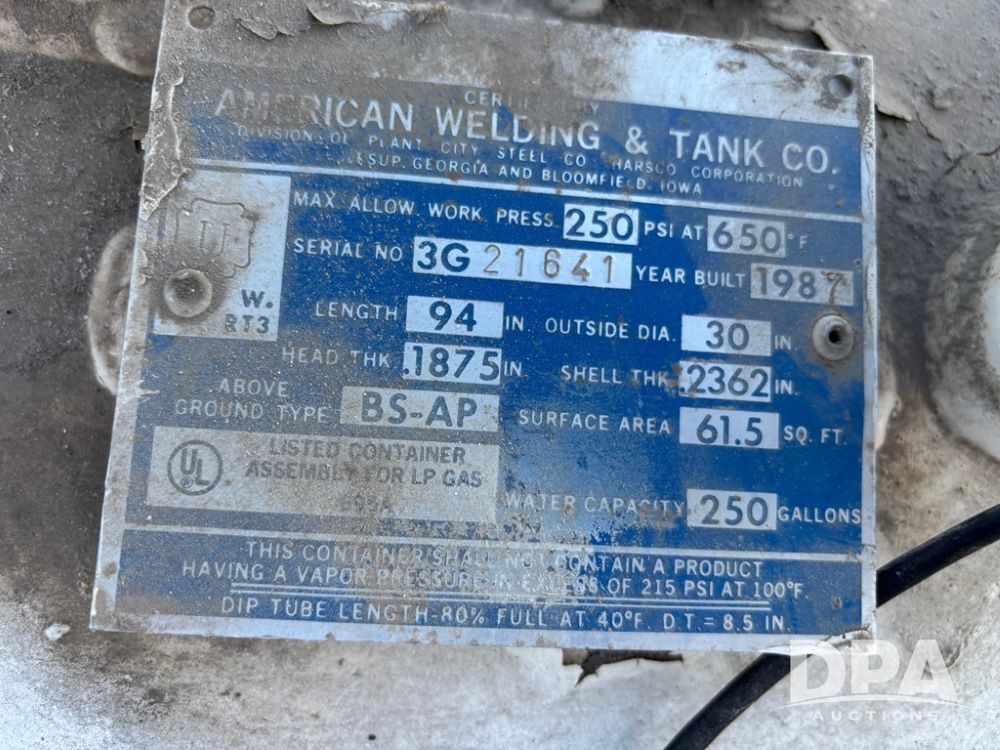 AMERICAN WELDING & TANK CO.
DIVISION OF PLANT CITY STEEL CO HARSCO CORPORATION
GEORGIA AND BLOOMFIELD, IOWA
U
W.
RT3
MAX. ALLOW. WORK. PRESS. 250 PSI AT 650 °F
SERIAL NO 3G 21641 YEAR BUILT 1987
LENGTH 94 IN. OUTSIDE DIA. 30 IN.
HEAD THK. .1875 IN. SHELL THK. .2362 IN.
ABOVE
GROUND TYPE BS-AP SURFACE AREA 61.5 SQ. FT.
UL
LISTED CONTAINER
ASSEMBLY FOR LP GAS
WATER CAPACITY 250 GALLONS
THIS CONTAINER SHALL NOT CONTAIN A PRODUCT
HAVING A VAPOR PRESSURE IN EXCESS OF 215 PSI AT 100°F.
DIP TUBE LENGTH-80% FULL AT 40°F. D.T. = 8.5 IN.
DPA
AUCTIONS